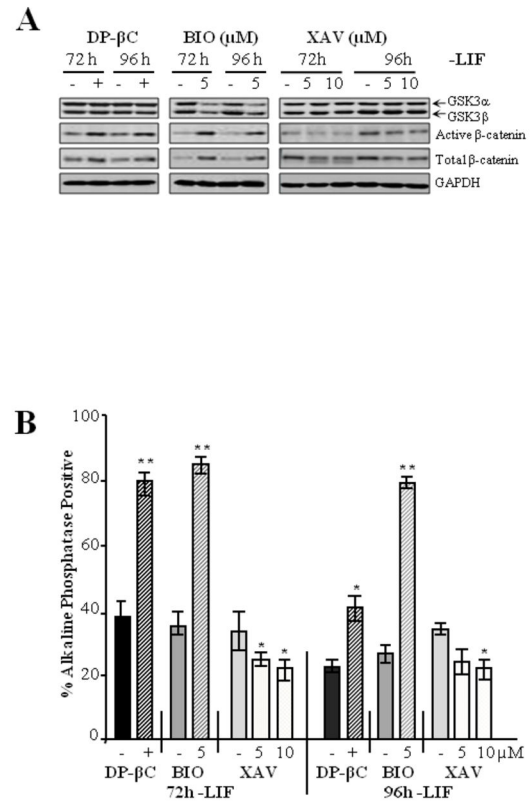 A
DP-βC BIO (μM) XAV (μM)
72 h 96 h 72 h 96 h 72h 96h -LIF
- + - + - 5 - 5 - 5 10 - 5 10
GSK3α
GSK3β
Active β-catenin
Total β-catenin
GAPDH
B
% Alkaline Phosphatase Positive
100
80
60
40
20
0
** ** * * * ** *
- + - 5 - 5 10 - + - 5 - 5 10 μM
DP-βC BIO XAV DP-βC BIO XAV
72h -LIF 96h -LIF